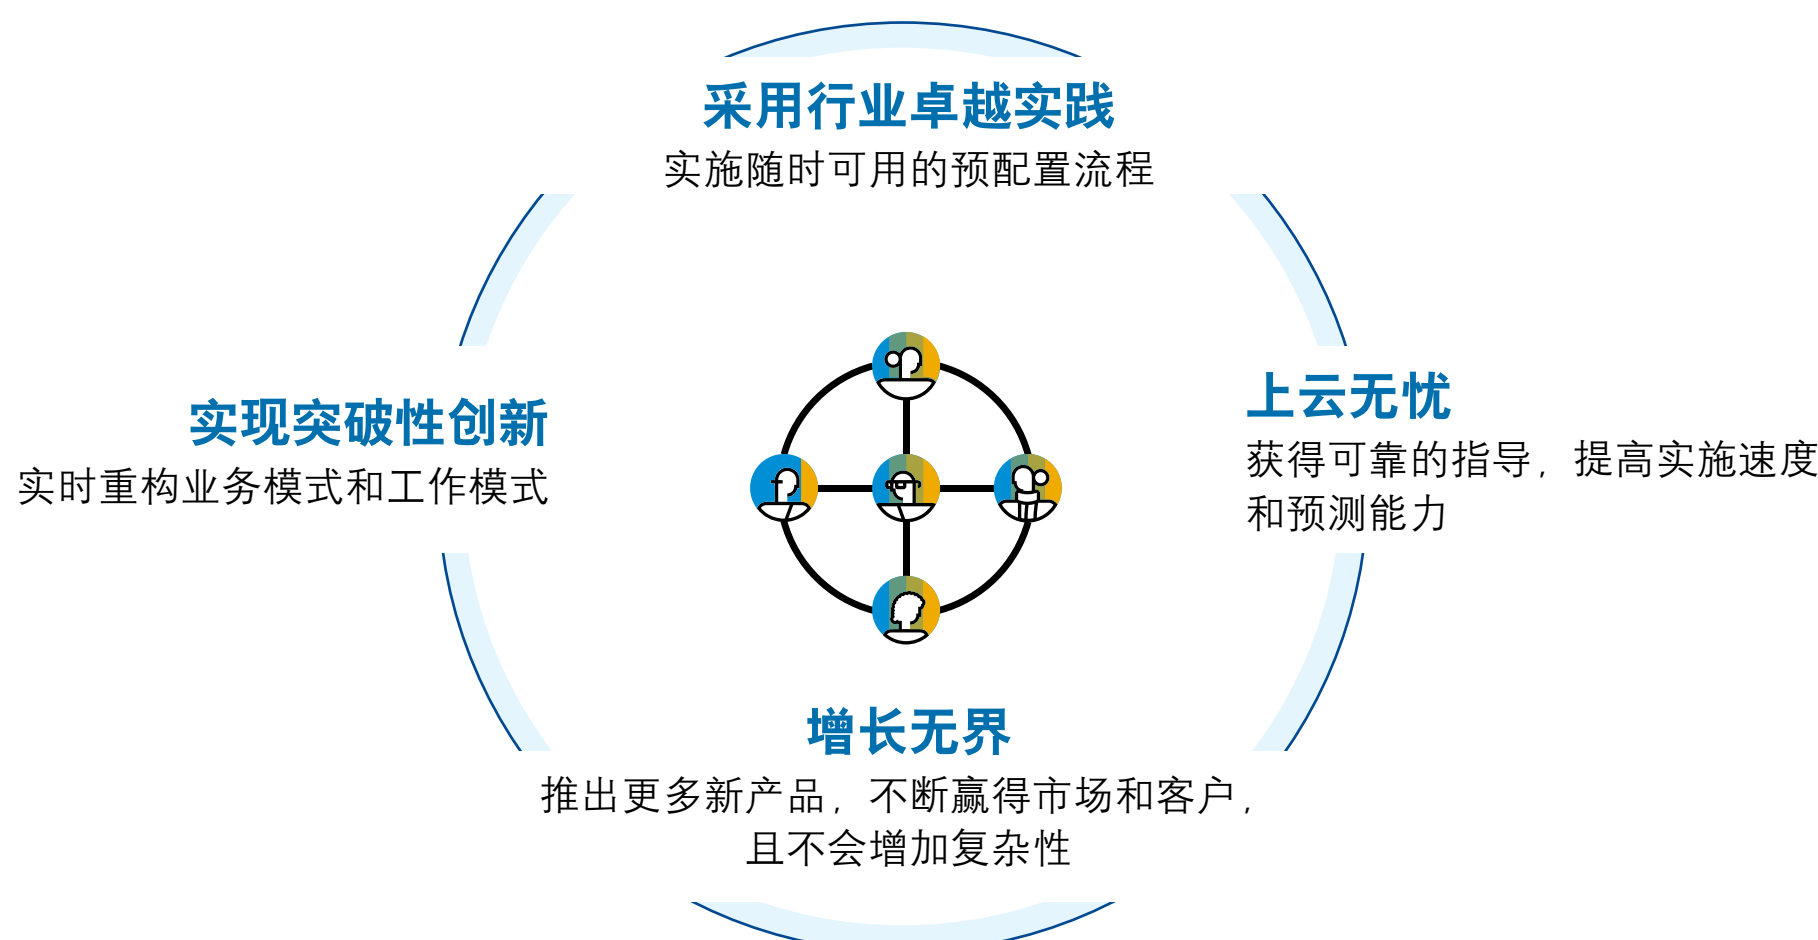 采用行业卓越实践
实施随时可用的预配置流程
实现突破性创新
实时重构业务模式和工作模式
上云无忧
获得可靠的指导，提高实施速度
和预测能力
增长无界
推出更多新产品，不断赢得市场和客户，
且不会增加复杂性